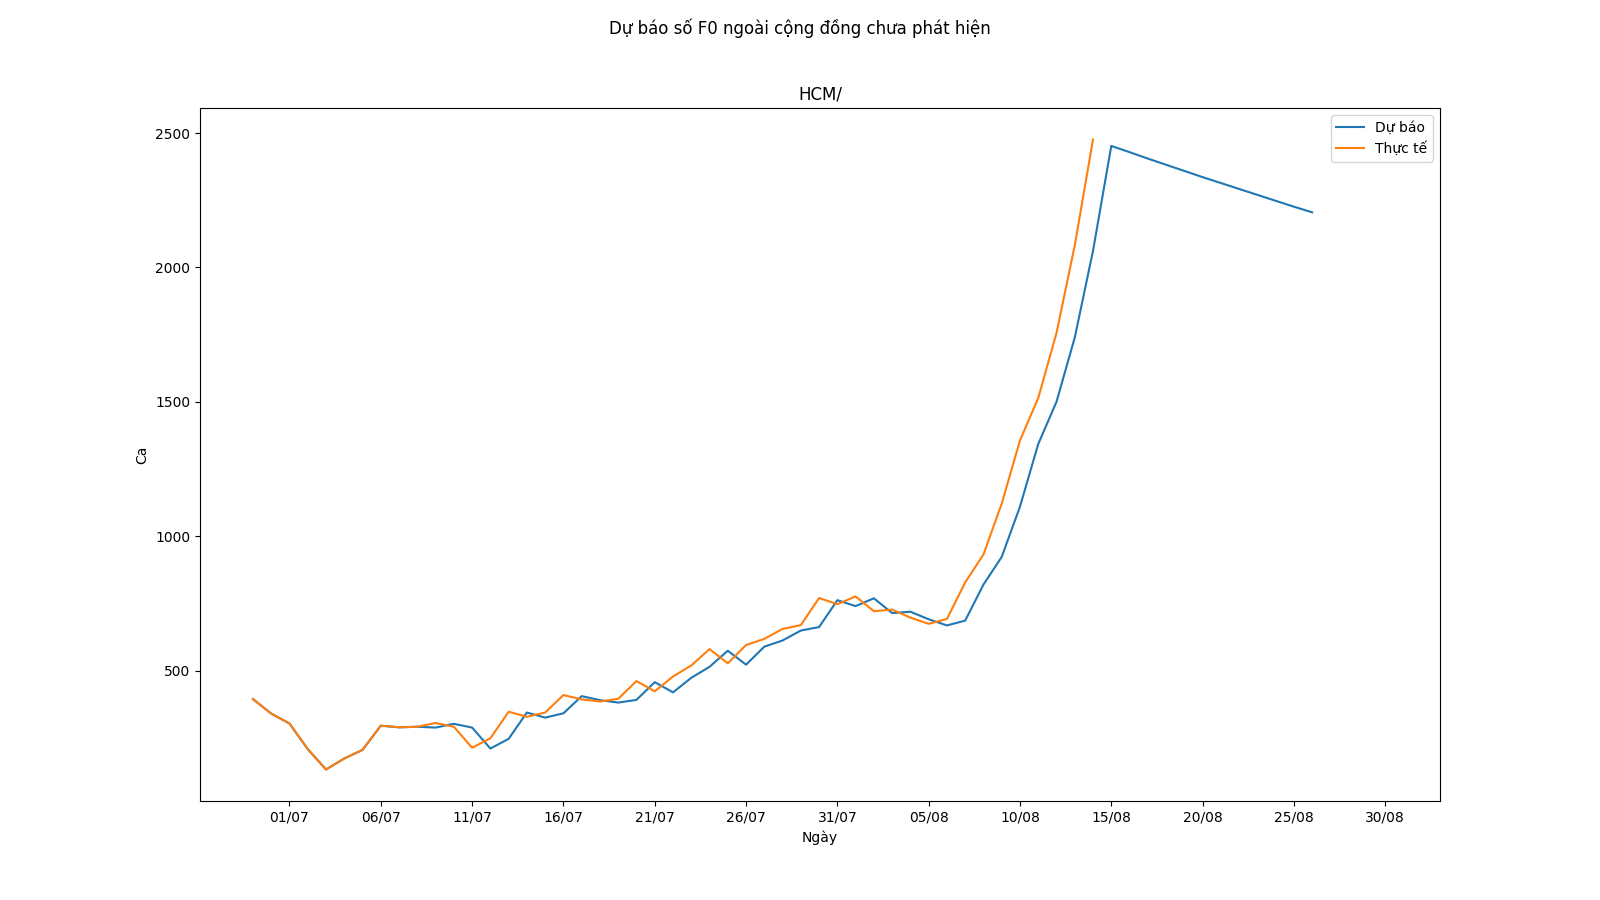 Dự báo số F0 ngoài cộng đồng chưa phát hiện
HCM/
Dự báo
Thực tế
2500
2000
1500
1000
500
Ca
01/07 06/07 11/07 16/07 21/07 26/07 31/07 05/08 10/08 15/08 20/08 25/08 30/08
Ngày